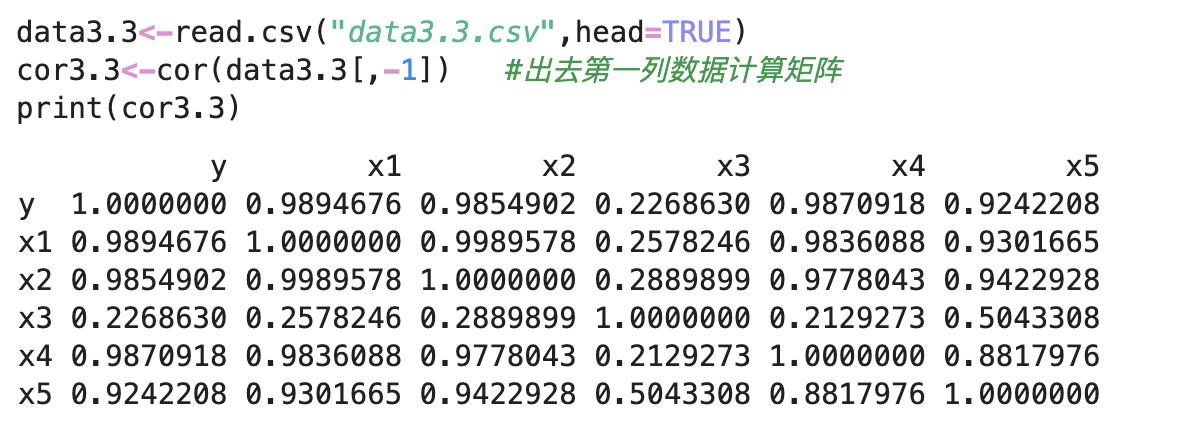 data3.3<-read.csv("data3.3.csv",head=TRUE)
cor3.3<-cor(data3.3[,-1])   #出去第一列数据计算矩阵
print(cor3.3)
           y        x1        x2        x3        x4        x5
y  1.0000000 0.9894676 0.9854902 0.2268630 0.9870918 0.9242208
x1 0.9894676 1.0000000 0.9989578 0.2578246 0.9836088 0.9301665
x2 0.9854902 0.9989578 1.0000000 0.2889899 0.9778043 0.9422928
x3 0.2268630 0.2578246 0.2889899 1.0000000 0.2129273 0.5043308
x4 0.9870918 0.9836088 0.9778043 0.2129273 1.0000000 0.8817976
x5 0.9242208 0.9301665 0.9422928 0.5043308 0.8817976 1.0000000